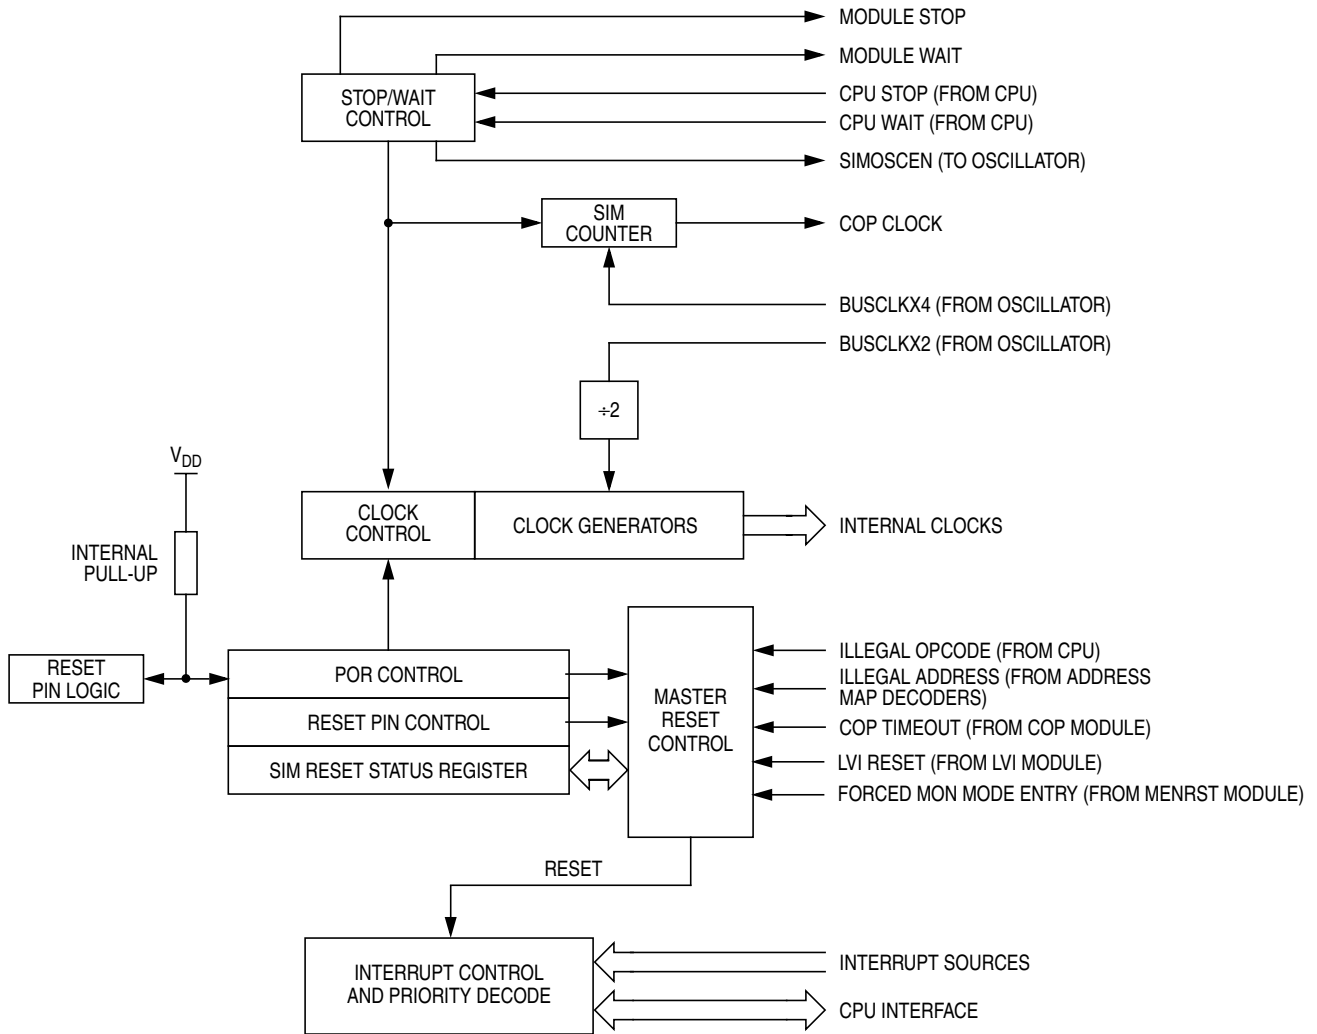 MODULE STOP
MODULE WAIT
STOP/WAIT
CONTROL
CPU STOP (FROM CPU)
CPU WAIT (FROM CPU)
SIMOSCEN (TO OSCILLATOR)
SIM
COUNTER
COP CLOCK
BUSCLKX4 (FROM OSCILLATOR)
BUSCLKX2 (FROM OSCILLATOR)
÷2
VDD
CLOCK
CONTROL
CLOCK GENERATORS
INTERNAL CLOCKS
INTERNAL
PULL-UP
RESET
PIN LOGIC
POR CONTROL
RESET PIN CONTROL
SIM RESET STATUS REGISTER
MASTER
RESET
CONTROL
ILLEGAL OPCODE (FROM CPU)
ILLEGAL ADDRESS (FROM ADDRESS
MAP DECODERS)
COP TIMEOUT (FROM COP MODULE)
LVI RESET (FROM LVI MODULE)
FORCED MON MODE ENTRY (FROM MENRST MODULE)
RESET
INTERRUPT CONTROL
AND PRIORITY DECODE
INTERRUPT SOURCES
CPU INTERFACE